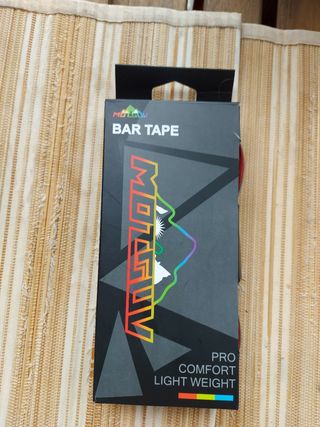 MOTSUV
BAR TAPE
MOTSUV
PRO
COMFORT
LIGHT WEIGHT